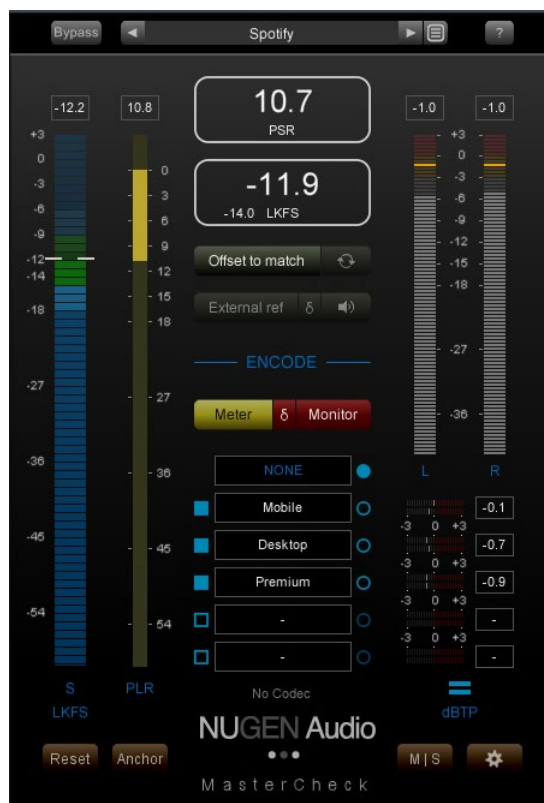 Bypass ◄ Spotify ► ?
-12.2 10.8 10.7 -1.0 -1.0
PSR
+3 +3
0 0 0
-3 3 -3
-6 6 -11.9 -6
-9 9 -14.0 LKFS -9
-12 12 -12
-14 Offset to match
15 -15
-18 18 External ref δ -18
ENCODE
-27 27 -27
Meter δ Monitor
-36 36 -36
NONE L R
Mobile -0.1
-3 0 +3
-45 45 Desktop -0.7
-3 0 +3
Premium -0.9
-3 0 +3
-54 54 - -
-3 0 +3
- -
S PLR No Codec
LKFS dBTP
NUGEN Audio
Reset Anchor M|S
MasterCheck